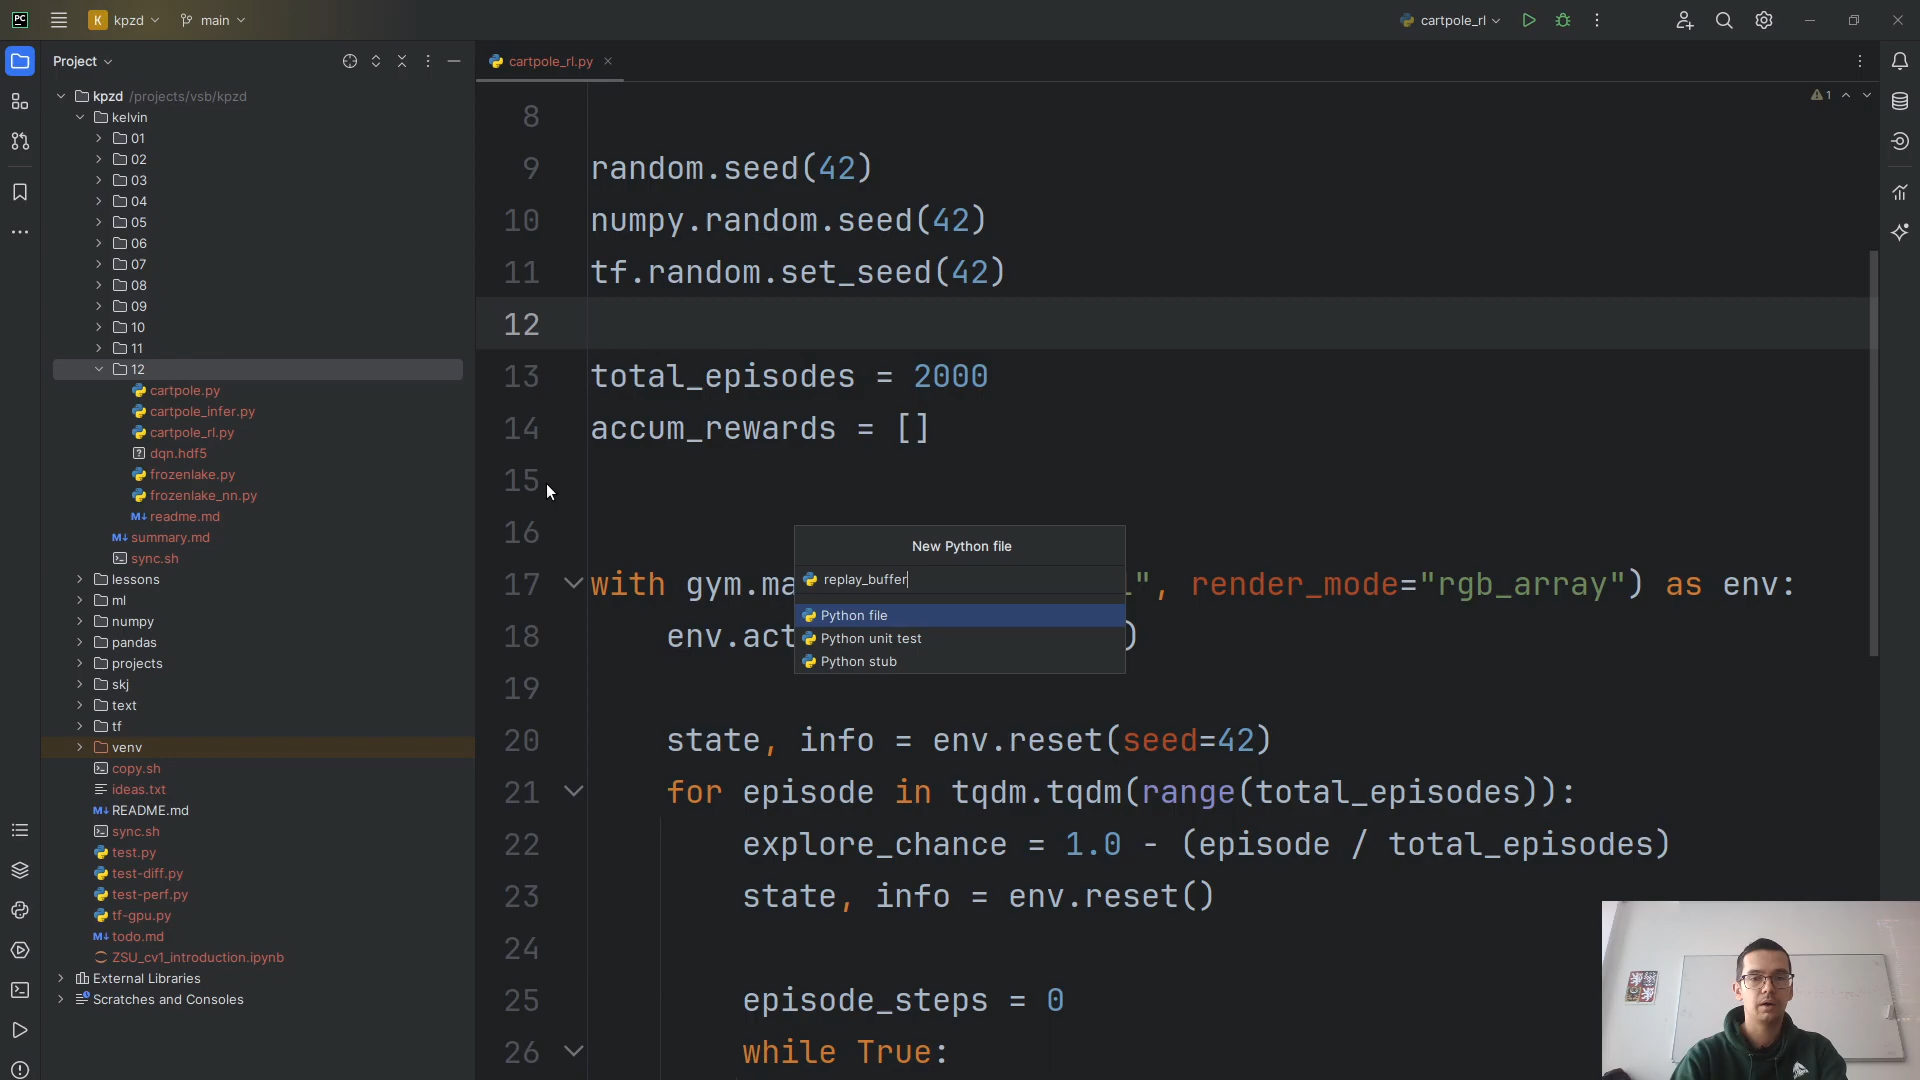 PC
K kpzd
main
cartpole_rl
Project
cartpole_rl.py
1
kpzd /projects/vsb/kpzd
kelvin
01
02
03
04
05
06
07
08
09
10
11
12
cartpole.py
cartpole_infer.py
cartpole_rl.py
dqn.hdf5
frozenlake.py
frozenlake_nn.py
M↓ readme.md
M↓ summary.md
sync.sh
lessons
ml
numpy
pandas
projects
skj
text
tf
venv
copy.sh
ideas.txt
M↓ README.md
sync.sh
test.py
test-diff.py
test-perf.py
tf-gpu.py
M↓ todo.md
ZSU_cv1_introduction.ipynb
External Libraries
Scratches and Consoles
8
9 random.seed(42)
10 numpy.random.seed(42)
11 tf.random.set_seed(42)
12
13 total_episodes = 2000
14 accum_rewards = []
15
16
17 with gym.ma 1", render_mode="rgb_array") as env:
18 env.act )
19
20 state, info = env.reset(seed=42)
21 for episode in tqdm.tqdm(range(total_episodes)):
22 explore_chance = 1.0 - (episode / total_episodes)
23 state, info = env.reset()
24
25 episode_steps = 0
26 while True:
New Python file
replay_buffer
Python file
Python unit test
Python stub